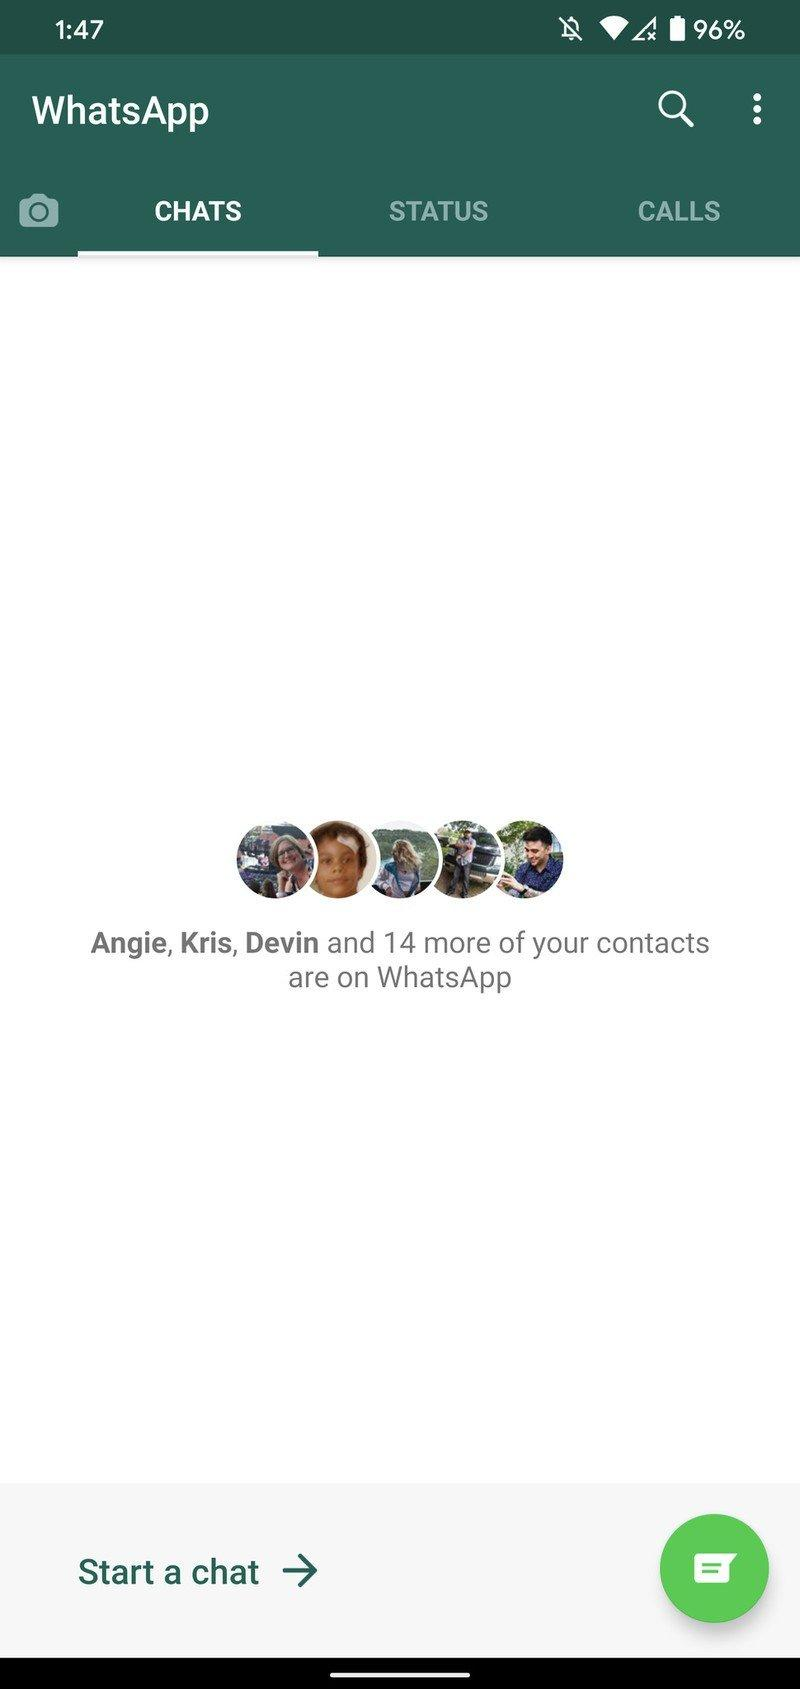 1:47
96%
WhatsApp
CHATS
STATUS
CALLS
Angie, Kris, Devin and 14 more of your contacts
are on WhatsApp
Start a chat